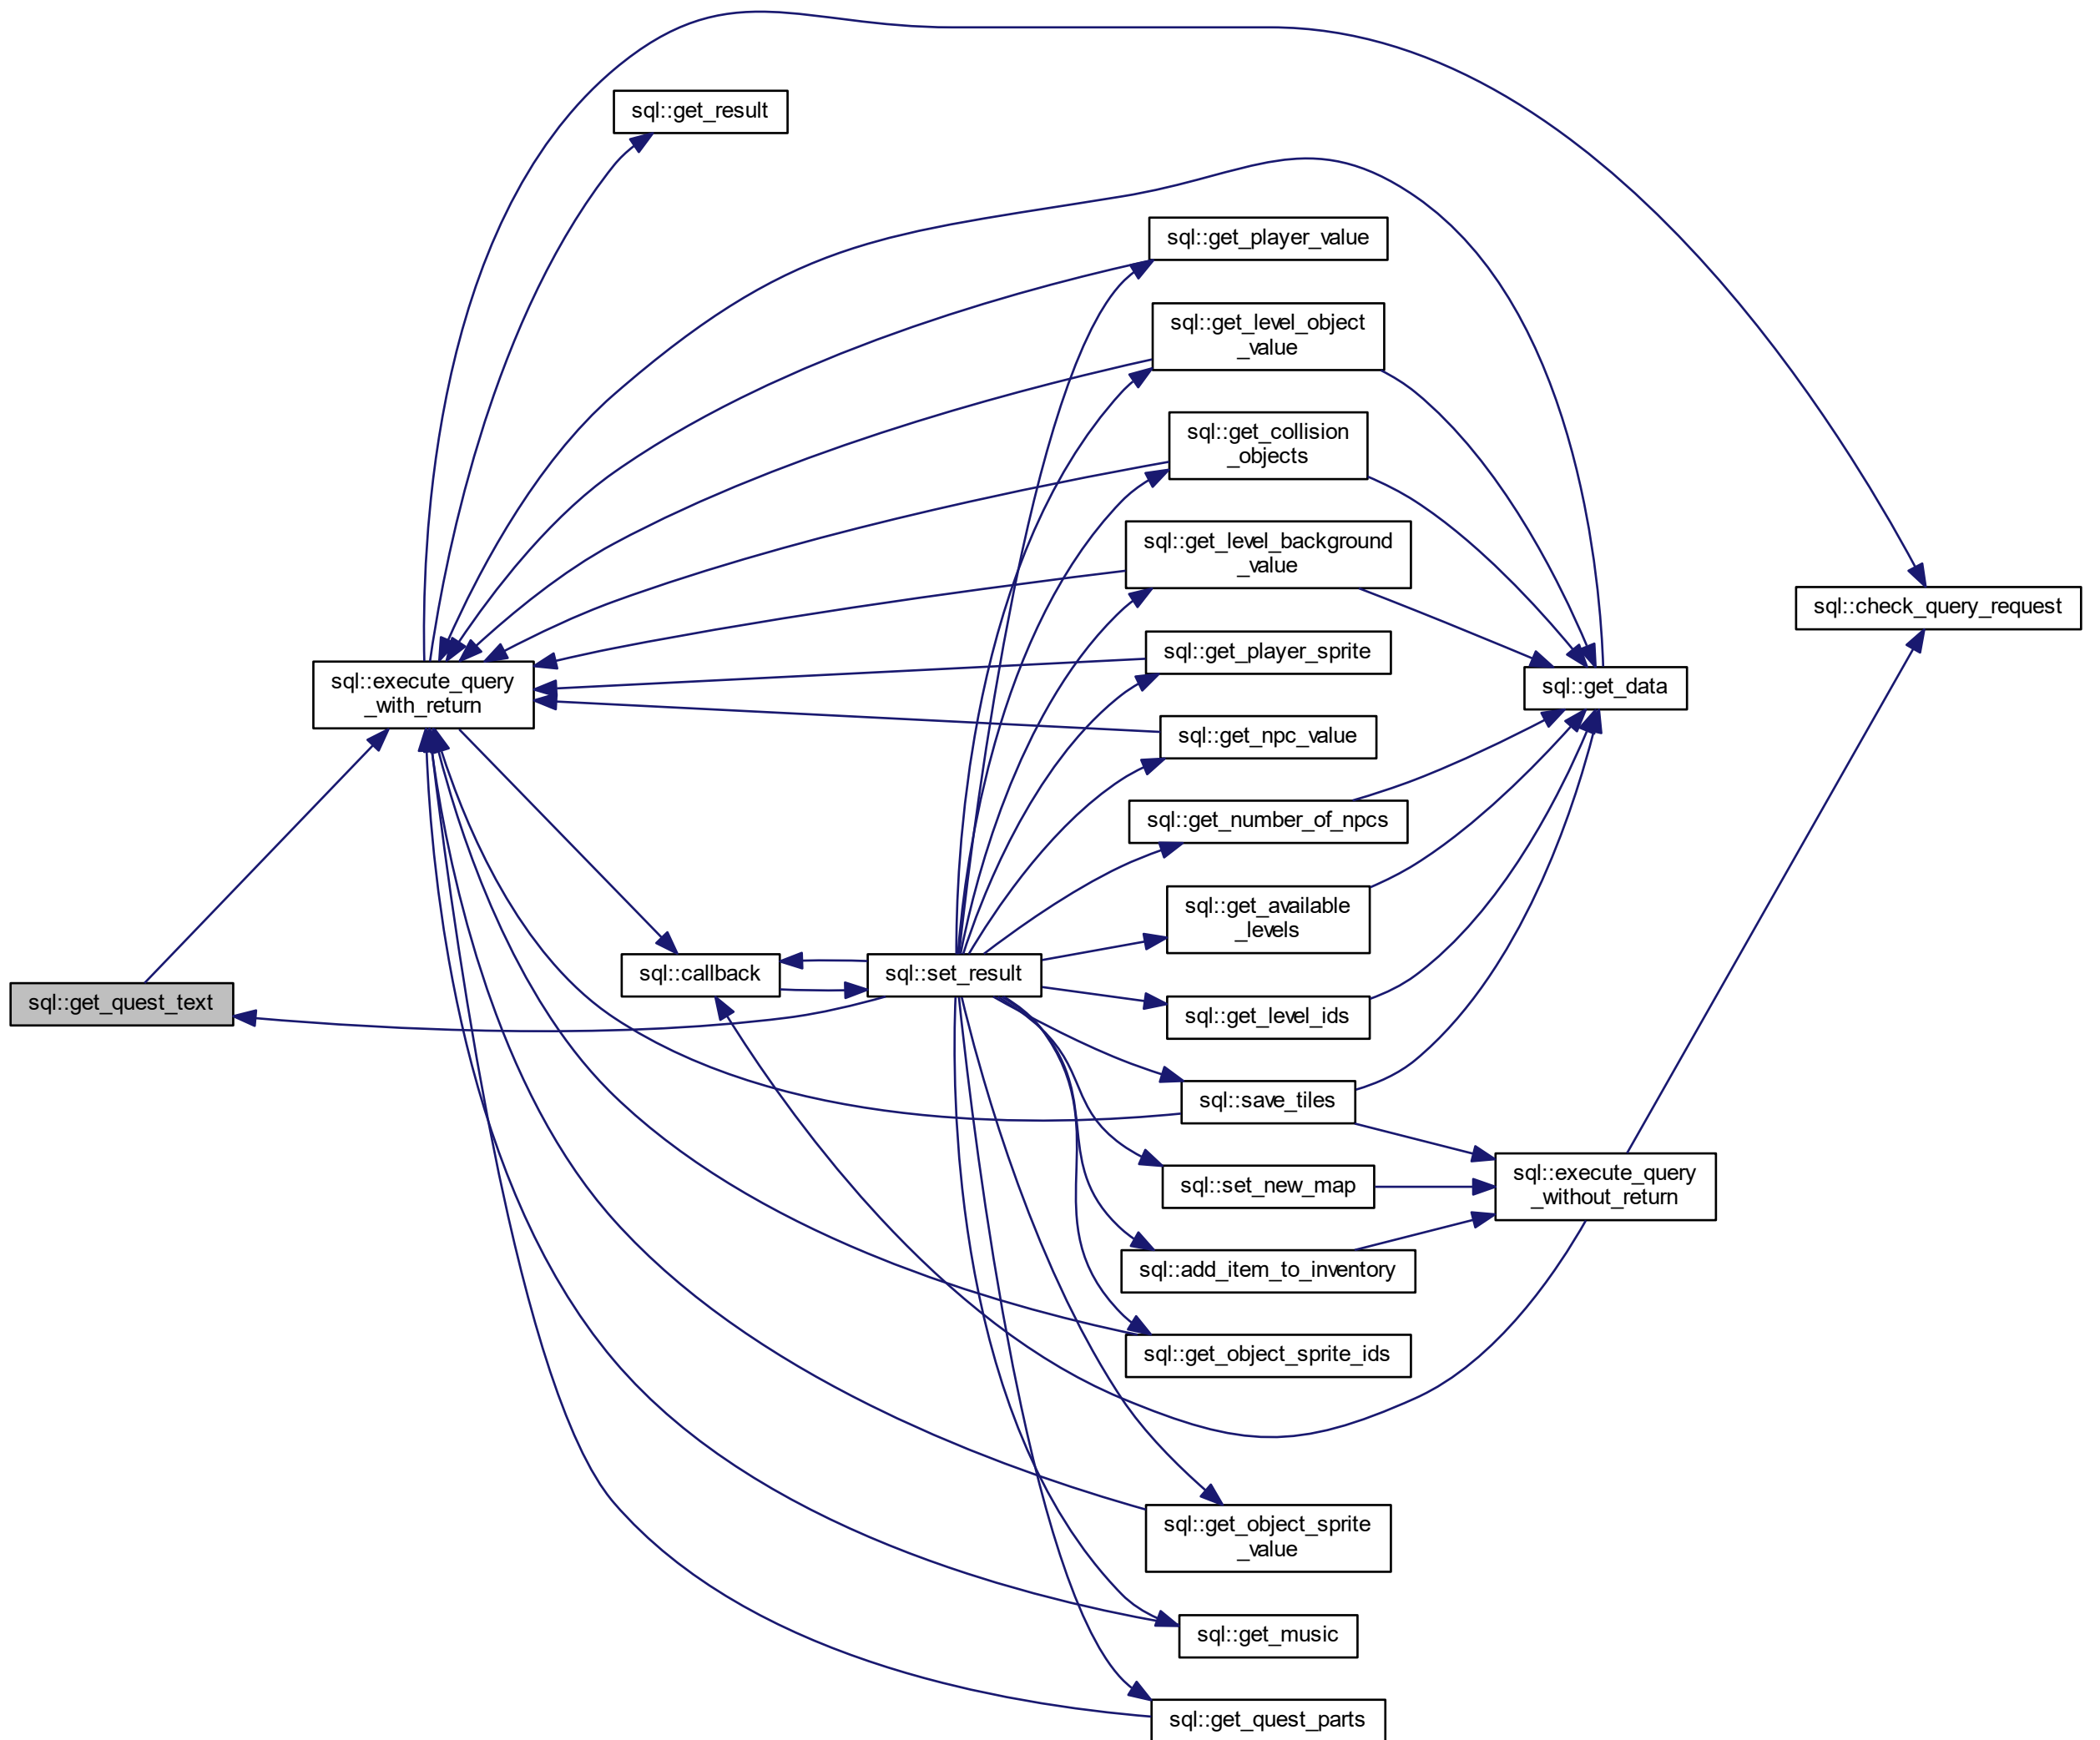 sql::get_result
sql::get_player_value
sql::get_level_object
_value
sql::get_collision
_objects
sql::get_level_background
_value
sql::check_query_request
sql::get_player_sprite
sql::execute_query
_with_return
sql::get_data
sql::get_npc_value
sql::get_number_of_npcs
sql::get_available
_levels
sql::callback
sql::set_result
sql::get_quest_text
sql::get_level_ids
sql::save_tiles
sql::execute_query
_without_return
sql::set_new_map
sql::add_item_to_inventory
sql::get_object_sprite_ids
sql::get_object_sprite
_value
sql::get_music
sql::get_quest_parts